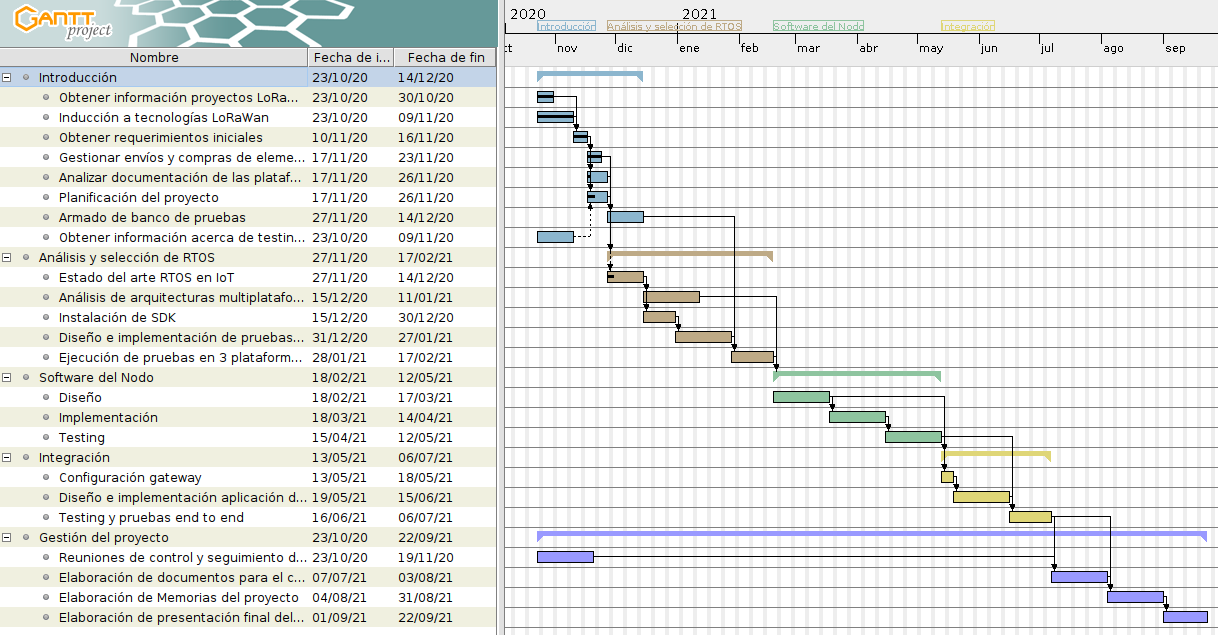 GANTT project
2020 2021
Introducción Análisis y selección de RTOS Software del Nodo Integración
ct nov dic ene feb mar abr may jun jul ago sep
Nombre Fecha de i... Fecha de fin
Introducción 23/10/20 14/12/20
Obtener información proyectos LoRa... 23/10/20 30/10/20
Inducción a tecnologías LoRaWan 23/10/20 09/11/20
Obtener requerimientos iniciales 10/11/20 16/11/20
Gestionar envíos y compras de eleme... 17/11/20 23/11/20
Analizar documentación de las plataf... 17/11/20 26/11/20
Planificación del proyecto 17/11/20 26/11/20
Armado de banco de pruebas 27/11/20 14/12/20
Obtener información acerca de testin... 23/10/20 09/11/20
Análisis y selección de RTOS 27/11/20 17/02/21
Estado del arte RTOS en IoT 27/11/20 14/12/20
Análisis de arquitecturas multiplatafo... 15/12/20 11/01/21
Instalación de SDK 15/12/20 30/12/20
Diseño e implementación de pruebas... 31/12/20 27/01/21
Ejecución de pruebas en 3 plataform... 28/01/21 17/02/21
Software del Nodo 18/02/21 12/05/21
Diseño 18/02/21 17/03/21
Implementación 18/03/21 14/04/21
Testing 15/04/21 12/05/21
Integración 13/05/21 06/07/21
Configuración gateway 13/05/21 18/05/21
Diseño e implementación aplicación d... 19/05/21 15/06/21
Testing y pruebas end to end 16/06/21 06/07/21
Gestión del proyecto 23/10/20 22/09/21
Reuniones de control y seguimiento d... 23/10/20 19/11/20
Elaboración de documentos para el c... 07/07/21 03/08/21
Elaboración de Memorias del proyecto 04/08/21 31/08/21
Elaboración de presentación final del... 01/09/21 22/09/21